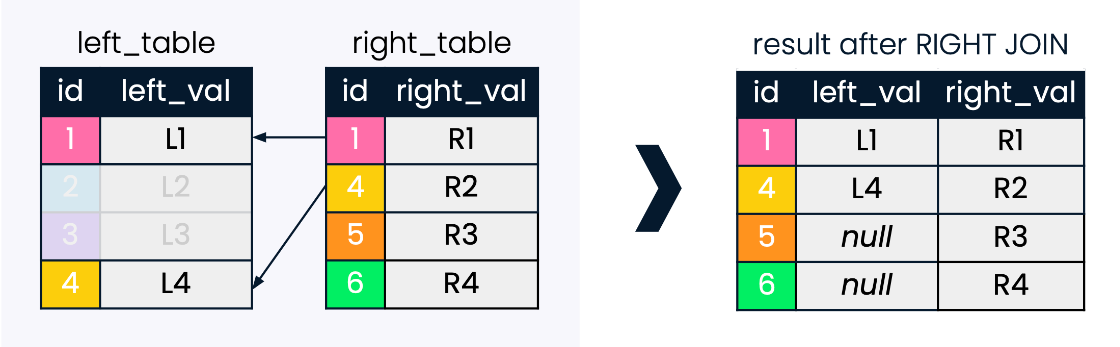 left_table right_table result after RIGHT JOIN
id left_val id right_val id left_val right_val
1 L1 1 R1 1 L1 R1
2 L2 4 R2 4 L4 R2
3 L3 5 R3 5 null R3
4 L4 6 R4 6 null R4